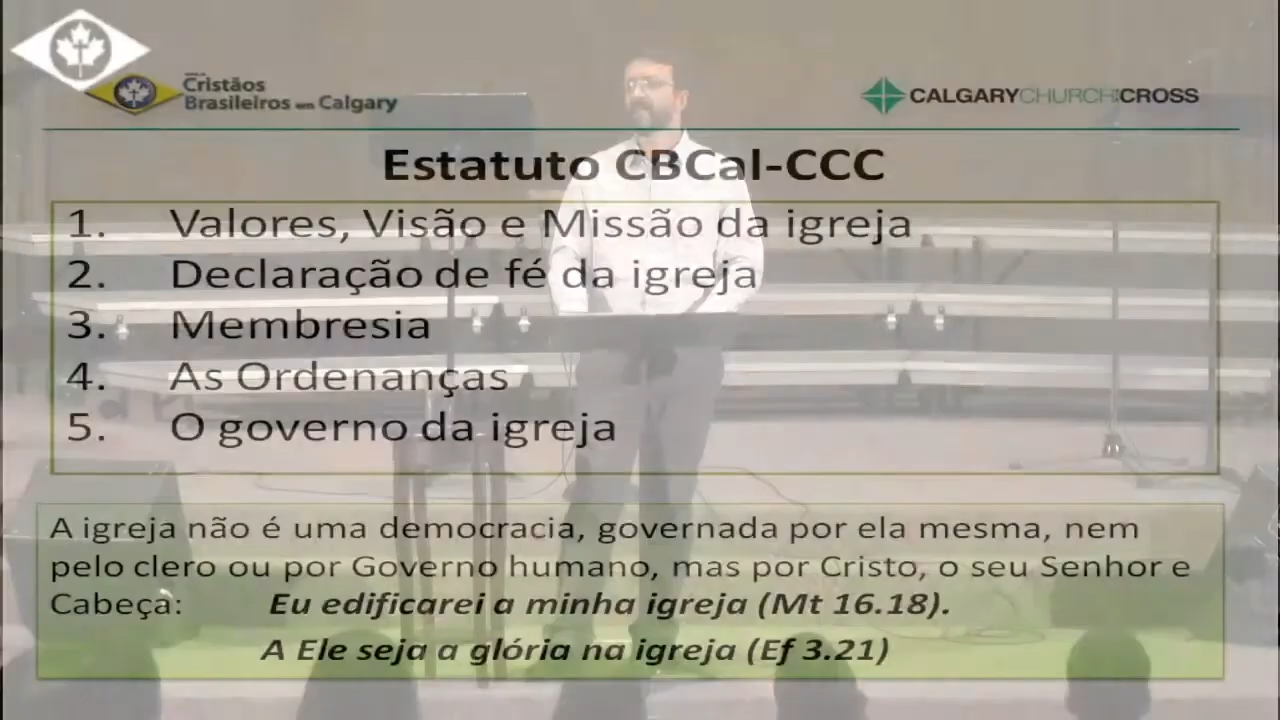 Cristãos
Brasileiros em Calgary
CALGARYCHURCHCROSS
Estatuto CBCal-CCC
1. Valores, Visão e Missão da igreja
2. Declaração de fé da igreja
3. Membresia
4. As Ordenanças
5. O governo da igreja
A igreja não é uma democracia, governada por ela mesma, nem
pelo clero ou por Governo humano, mas por Cristo, o seu Senhor e
Cabeça: Eu edificarei a minha igreja (Mt 16.18).
A Ele seja a glória na igreja (Ef 3.21)